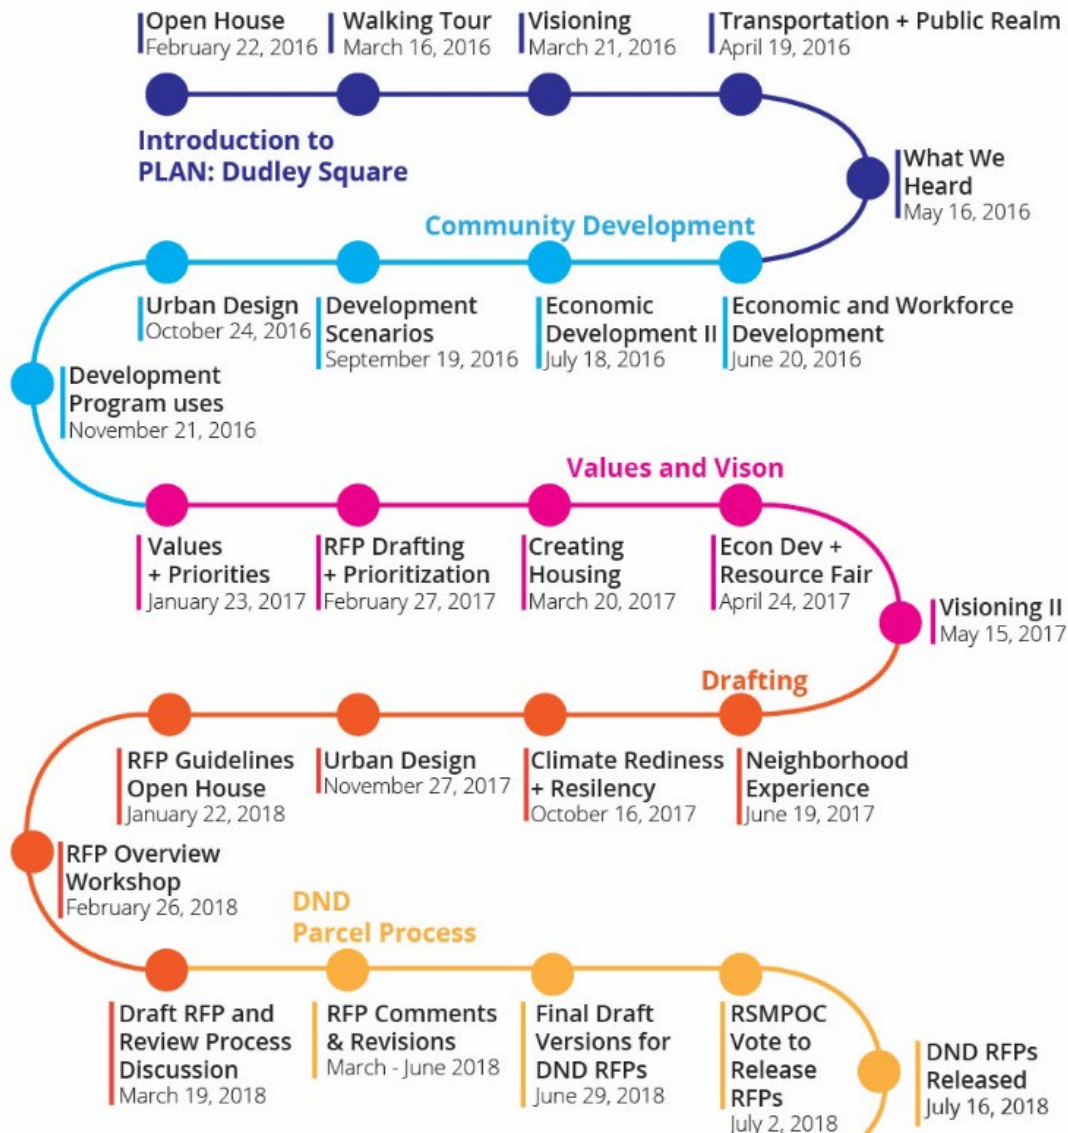 Open House
February 22, 2016
Walking Tour
March 16, 2016
Visioning
March 21, 2016
Transportation + Public Realm
April 19, 2016
Introduction to
PLAN: Dudley Square
What We
Heard
May 16, 2016
Community Development
Urban Design
October 24, 2016
Development
Scenarios
September 19, 2016
Economic
Development II
July 18, 2016
Economic and Workforce
Development
June 20, 2016
Development
Program uses
November 21, 2016
Values and Vison
Values
+ Priorities
January 23, 2017
RFP Drafting
+ Prioritization
February 27, 2017
Creating
Housing
March 20, 2017
Econ Dev +
Resource Fair
April 24, 2017
Visioning II
May 15, 2017
Drafting
RFP Guidelines
Open House
January 22, 2018
Urban Design
November 27, 2017
Climate Rediness
+ Resilency
October 16, 2017
Neighborhood
Experience
June 19, 2017
RFP Overview
Workshop
February 26, 2018
DND
Parcel Process
Draft RFP and
Review Process
Discussion
March 19, 2018
RFP Comments
& Revisions
March - June 2018
Final Draft
Versions for
DND RFPs
June 29, 2018
RSMPOC
Vote to
Release
RFPs
July 2, 2018
DND RFPs
Released
July 16, 2018